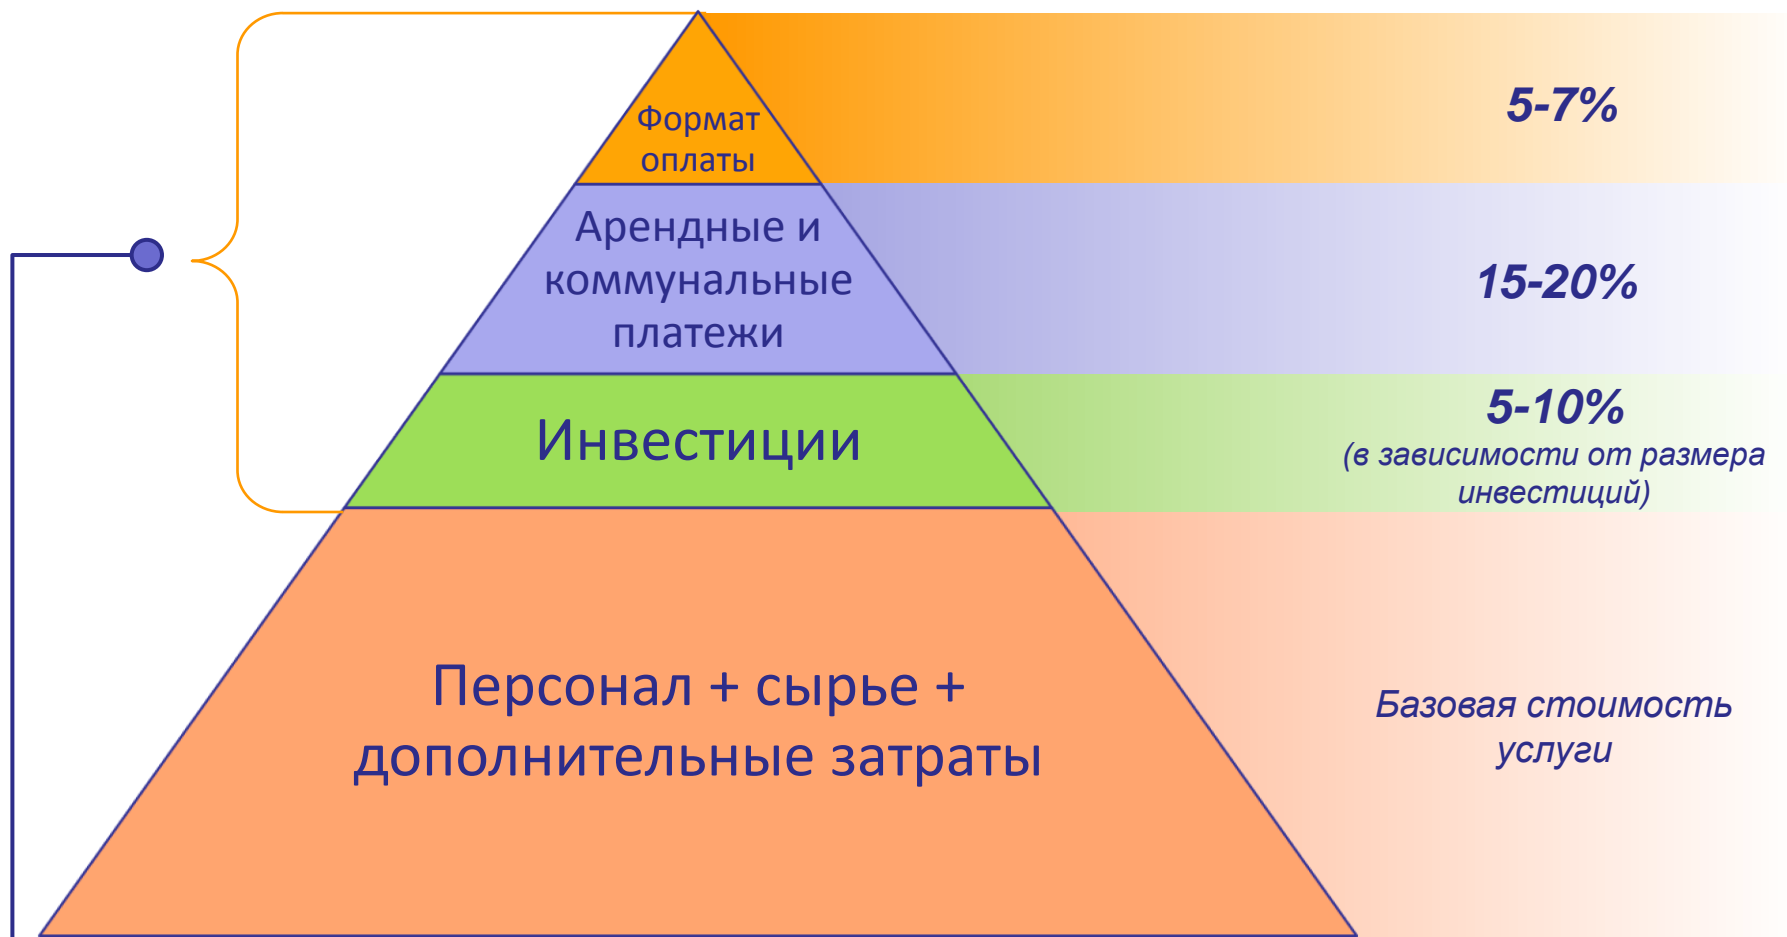 Формат
оплаты
5-7%
Арендные и
коммунальные
платежи
15-20%
Инвестиции
5-10%
(в зависимости от размера
инвестиций)
Персонал + сырье +
дополнительные затраты
Базовая стоимость
услуги